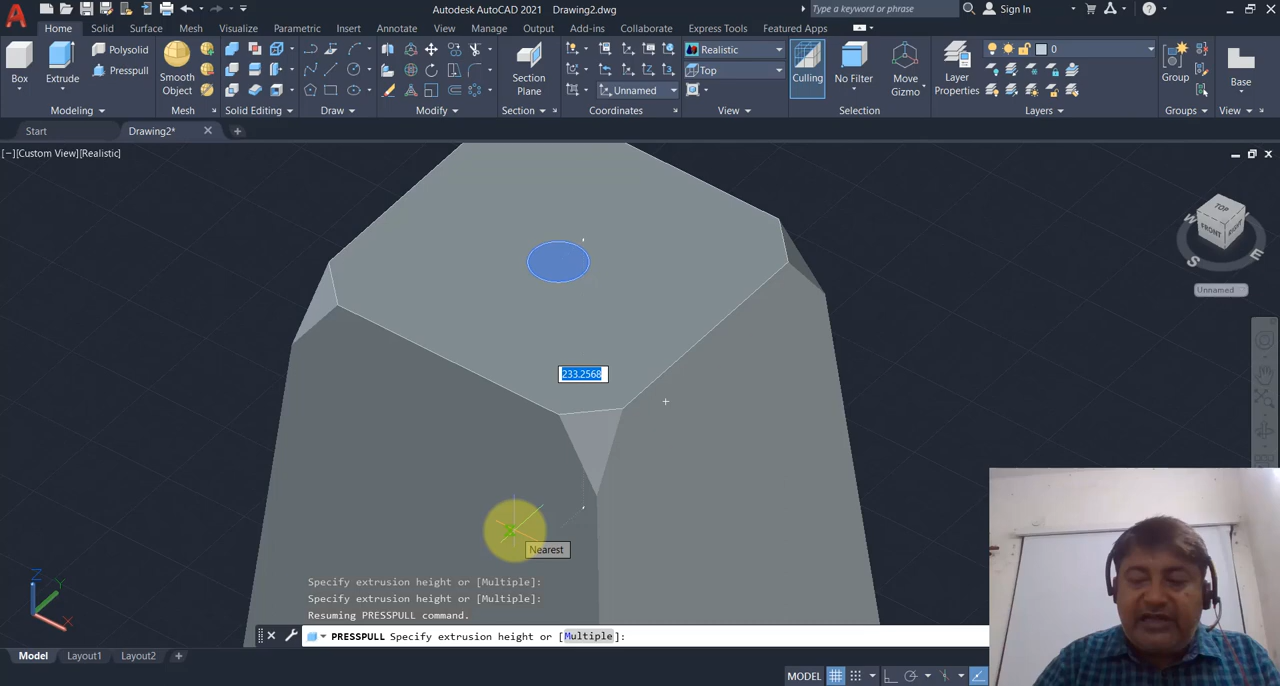 Autodesk AutoCAD 2021 Drawing2.dwg
Type a keyword or phrase
Sign In
Home Solid Surface Mesh Visualize Parametric Insert Annotate View Manage Output Add-ins Collaborate Express Tools Featured Apps
Box
Extrude
Polysolid
Presspull
Smooth
Object
Section
Plane
Unnamed
Realistic
Top
Culling
No Filter
Move
Gizmo
Layer
Properties
0
Group
Base
Modeling Mesh Solid Editing Draw Modify Section Coordinates View Selection Layers Groups View
Start Drawing2*
[−][Custom View][Realistic]
TOP
FRONT
RIGHT
W
S
E
Unnamed
233.2568
Nearest
Specify extrusion height or [Multiple]:
Specify extrusion height or [Multiple]:
Resuming PRESSPULL command.
PRESSPULL Specify extrusion height or [Multiple]:
Z
Y
X
Model Layout1 Layout2
MODEL